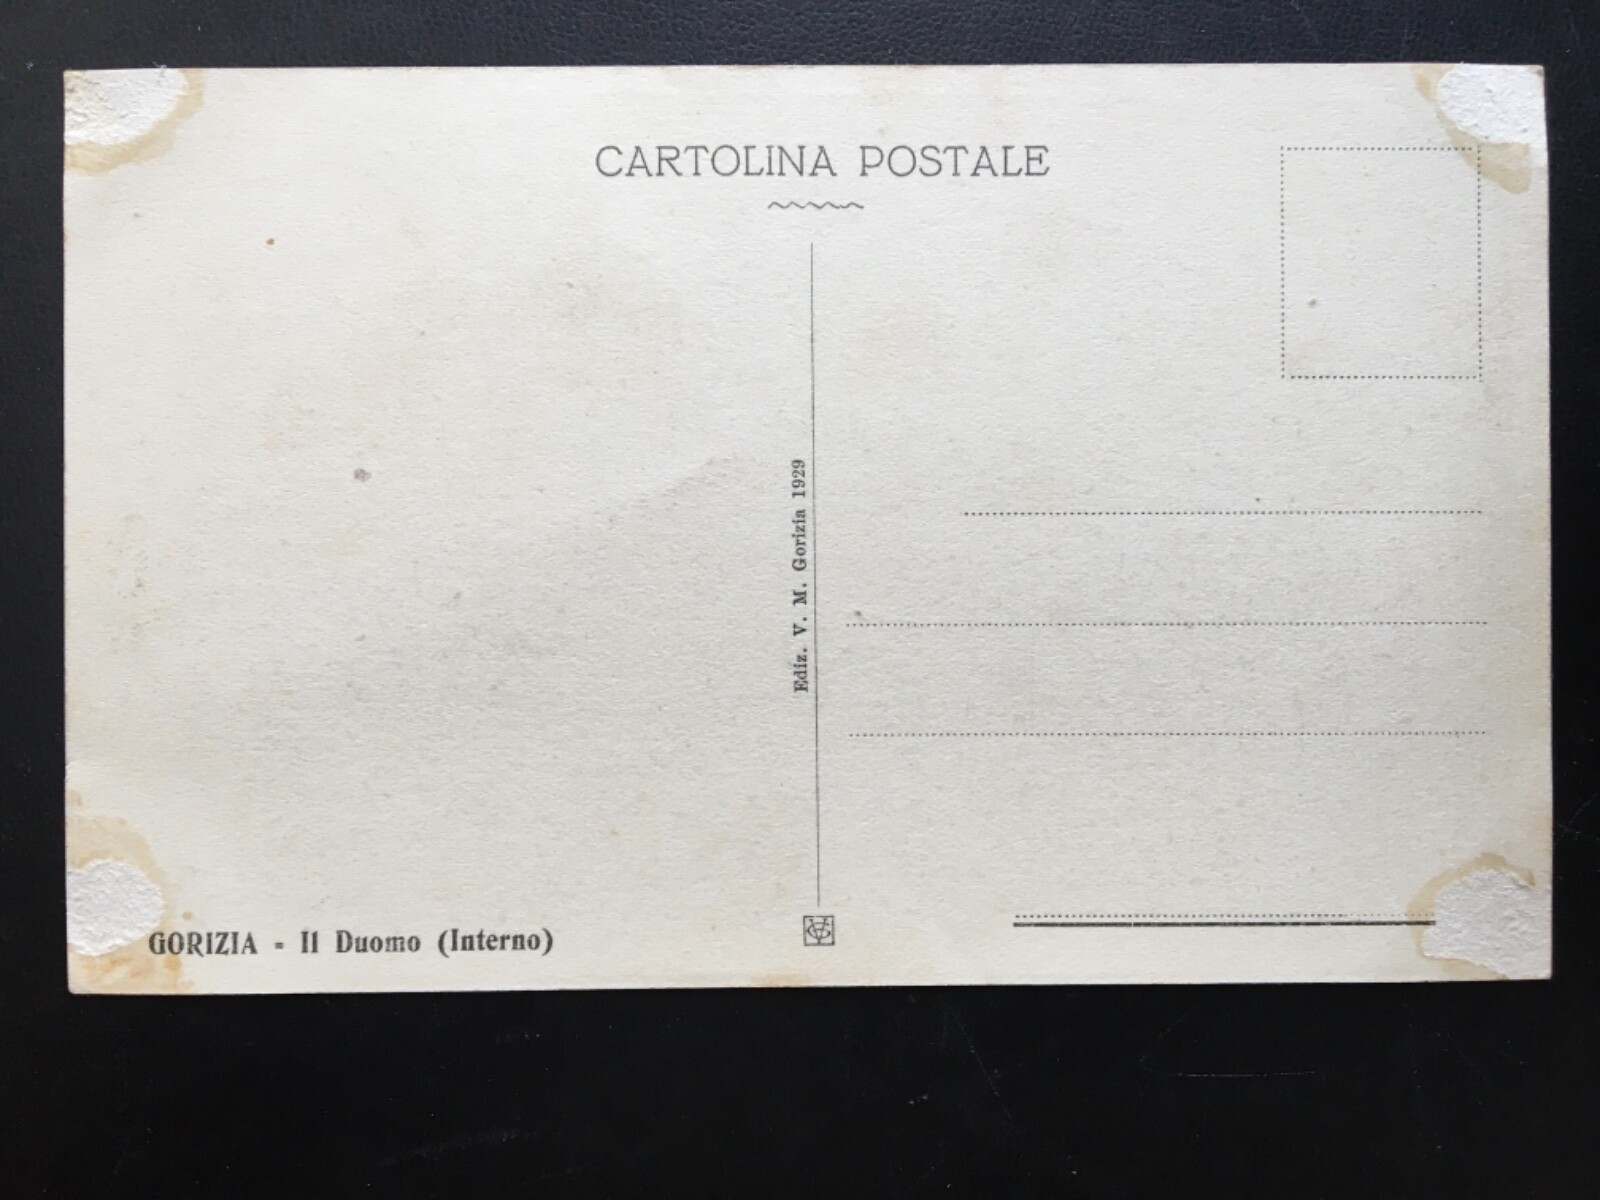 CARTOLINA POSTALE
Ediz. V. M. Gorizia 1929
GORIZIA - Il Duomo (Interno)